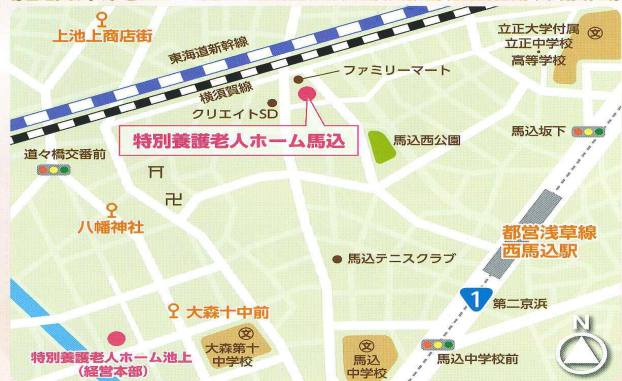 上池上商店街
東海道新幹線
横須賀線
ファミリーマート
クリエイトSD
立正大学付属
立正中学校
・
高等学校
文
特別養護老人ホーム馬込
馬込西公園
馬込坂下
道々橋交番前
卍
八幡神社
都営浅草線
西馬込駅
馬込テニスクラブ
1
第二京浜
大森十中前
特別養護老人ホーム池上
(経営本部)
文
大森第十
中学校
文
馬込
中学校
馬込中学校前
N